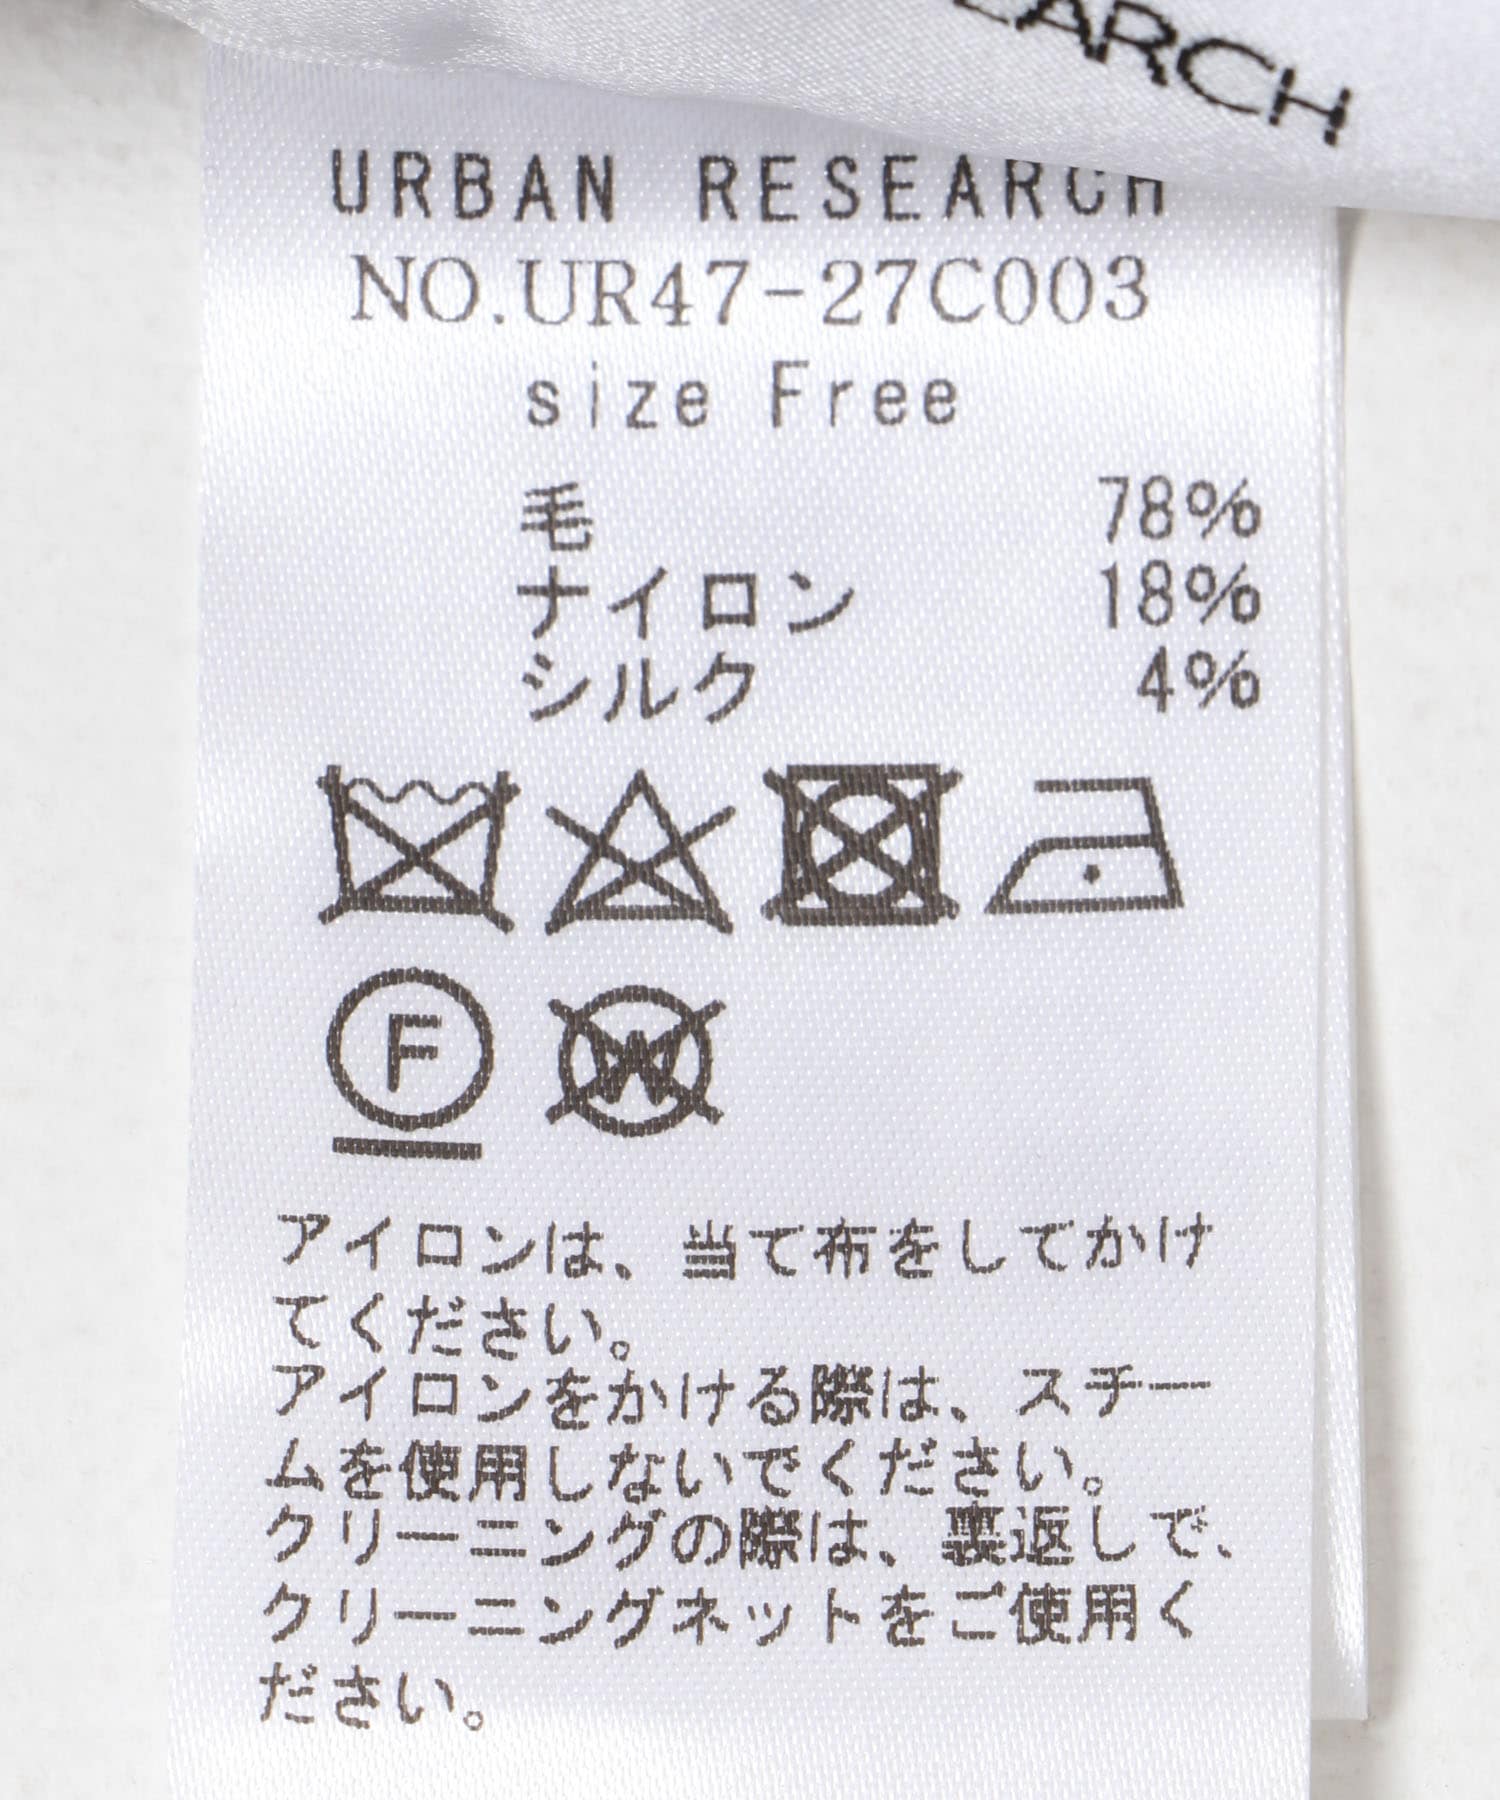 EARCH
URBAN RESEARCH
NO.UR47-27C003
size Free
毛 78%
ナイロン 18%
シルク 4%
F
W
アイロンは、当て布をしてかけ
てください。
アイロンをかける際は、スチー
ムを使用しないでください。
クリーニングの際は、裏返しで、
クリーニングネットをご使用く
ださい。